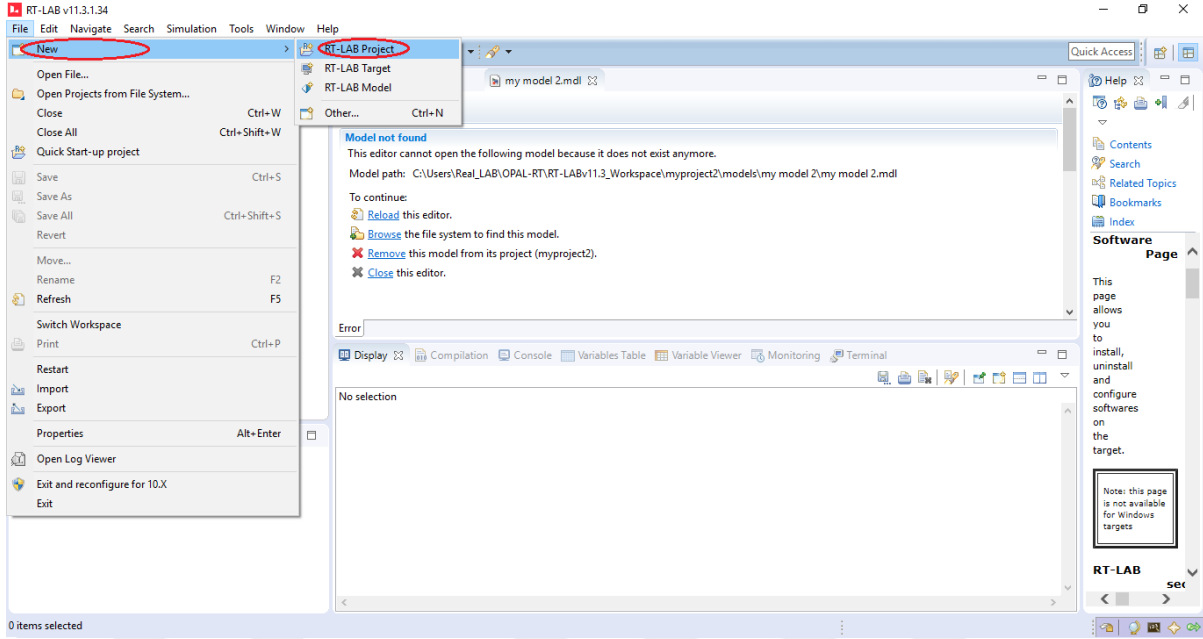 RT-LAB v11.3.1.34
File Edit Navigate Search Simulation Tools Window Help
New
RT-LAB Project
RT-LAB Target
RT-LAB Model
Other... Ctrl+N
Open File...
Open Projects from File System...
Close Ctrl+W
Close All Ctrl+Shift+W
Quick Start-up project
Save Ctrl+S
Save As
Save All Ctrl+Shift+S
Revert
Move...
Rename F2
Refresh F5
Switch Workspace
Print Ctrl+P
Restart
Import
Export
Properties Alt+Enter
Open Log Viewer
Exit and reconfigure for 10.X
Exit
Quick Access
my model 2.mdl
Model not found
This editor cannot open the following model because it does not exist anymore.
Model path: C:\Users\Real_LAB\OPAL-RT\RT-LABv11.3_Workspace\myproject2\models\my model 2\my model 2.mdl
To continue:
Reload this editor.
Browse the file system to find this model.
Remove this model from its project (myproject2).
Close this editor.
Error
Display Compilation Console Variables Table Variable Viewer Monitoring Terminal
No selection
Help
Contents
Search
Related Topics
Bookmarks
Index
Software
Page
This
page
allows
you
to
install,
uninstall
and
configure
softwares
on
the
target.
Note: this page
is not available
for Windows
targets
RT-LAB
sec
0 items selected